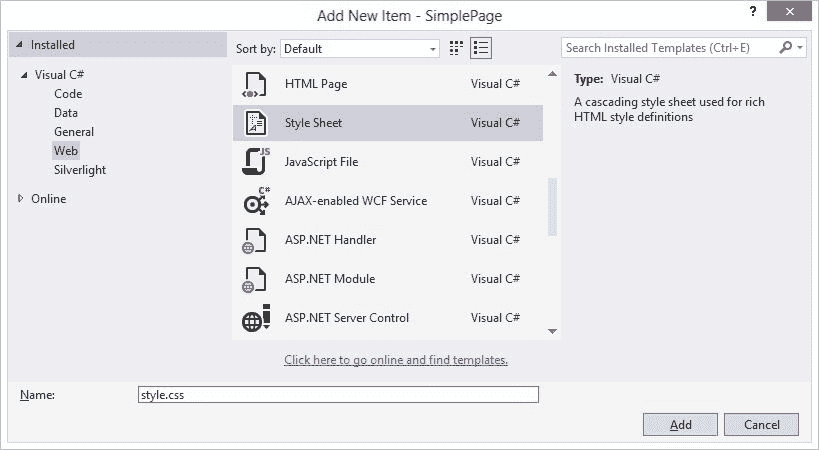 Add New Item - SimplePage
?
Installed
Sort by: Default
Search Installed Templates (Ctrl+E)
Visual C#
Code
Data
General
Web
Silverlight
Online
HTML Page Visual C#
Style Sheet Visual C#
JS
JavaScript File Visual C#
C#
AJAX-enabled WCF Service Visual C#
ASP.NET Handler Visual C#
ASP.NET Module Visual C#
ASP.NET Server Control Visual C#
Click here to go online and find templates.
Type: Visual C#
A cascading style sheet used for rich
HTML style definitions
Name: style.css
Add Cancel